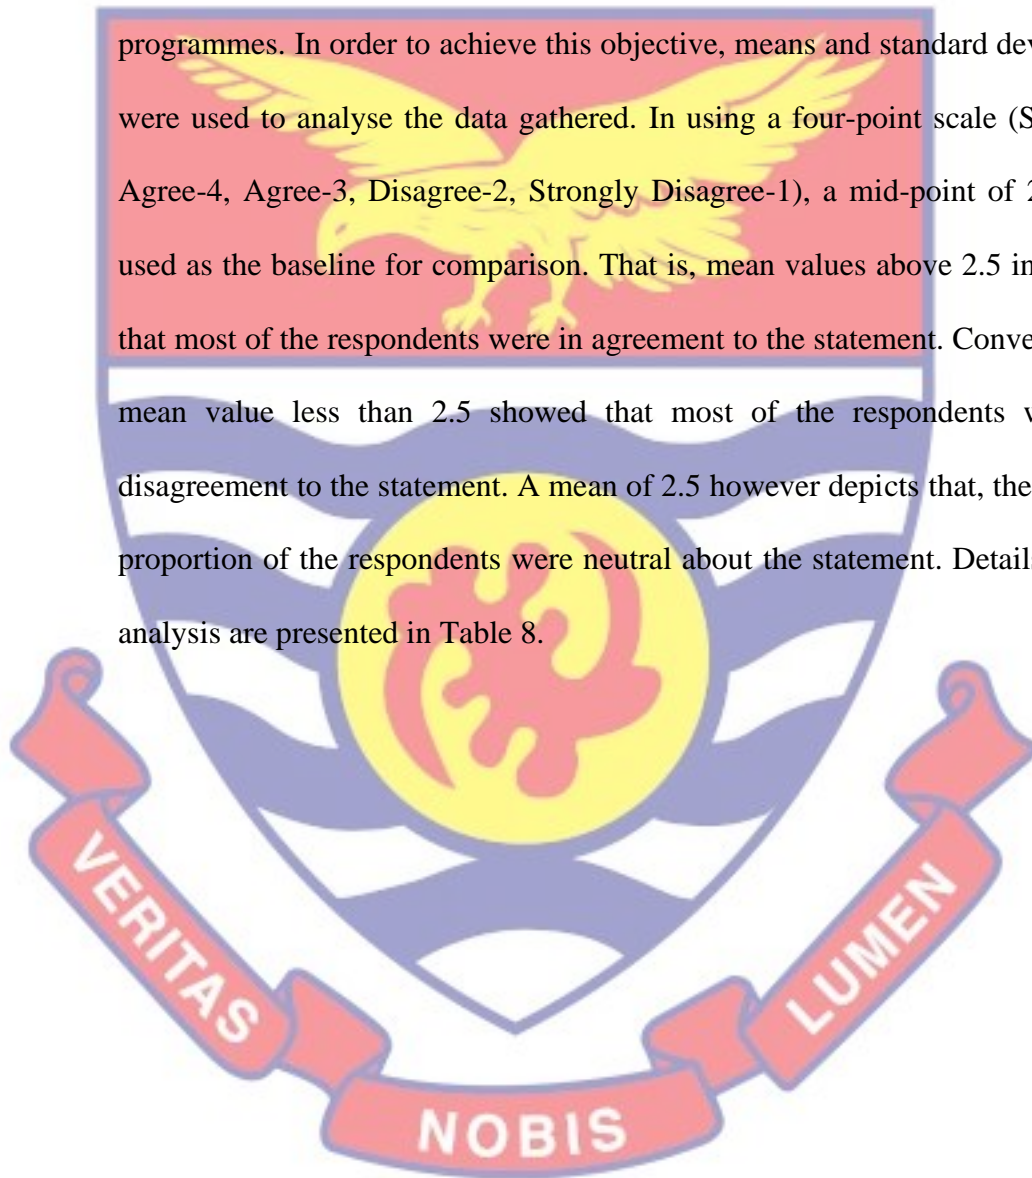 programmes. In order to achieve this objective, means and standard dev
were used to analyse the data gathered. In using a four-point scale (S
Agree-4, Agree-3, Disagree-2, Strongly Disagree-1), a mid-point of 2
used as the baseline for comparison. That is, mean values above 2.5 in
that most of the respondents were in agreement to the statement. Conve
mean value less than 2.5 showed that most of the respondents w
disagreement to the statement. A mean of 2.5 however depicts that, the
proportion of the respondents were neutral about the statement. Details
analysis are presented in Table 8.
VERITAS
NOBIS
LUMEN